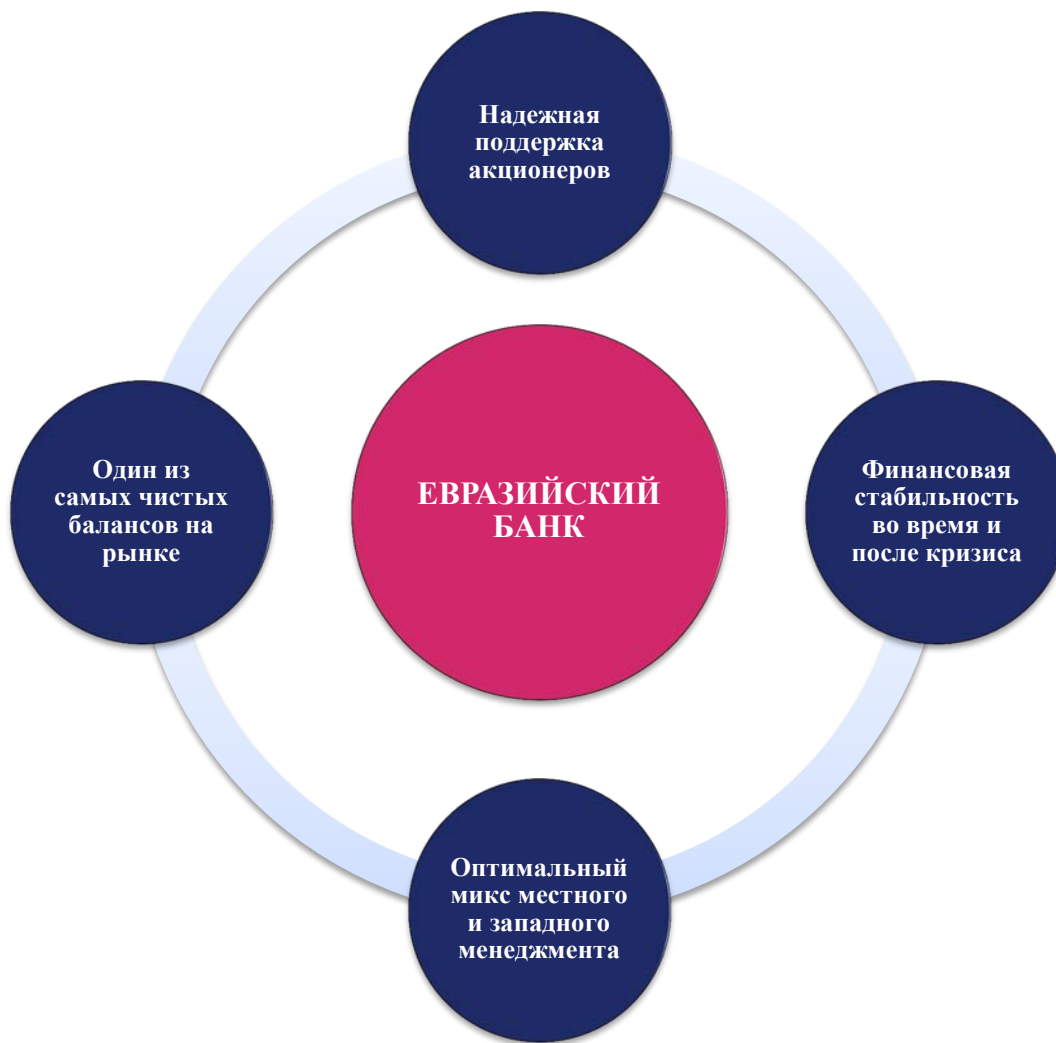 Надежная
поддержка
акционеров
Один из
самых чистых
балансов на
рынке
ЕВРАЗИЙСКИЙ
БАНК
Финансовая
стабильность
во время и
после кризиса
Оптимальный
микс местного
и западного
менеджмента